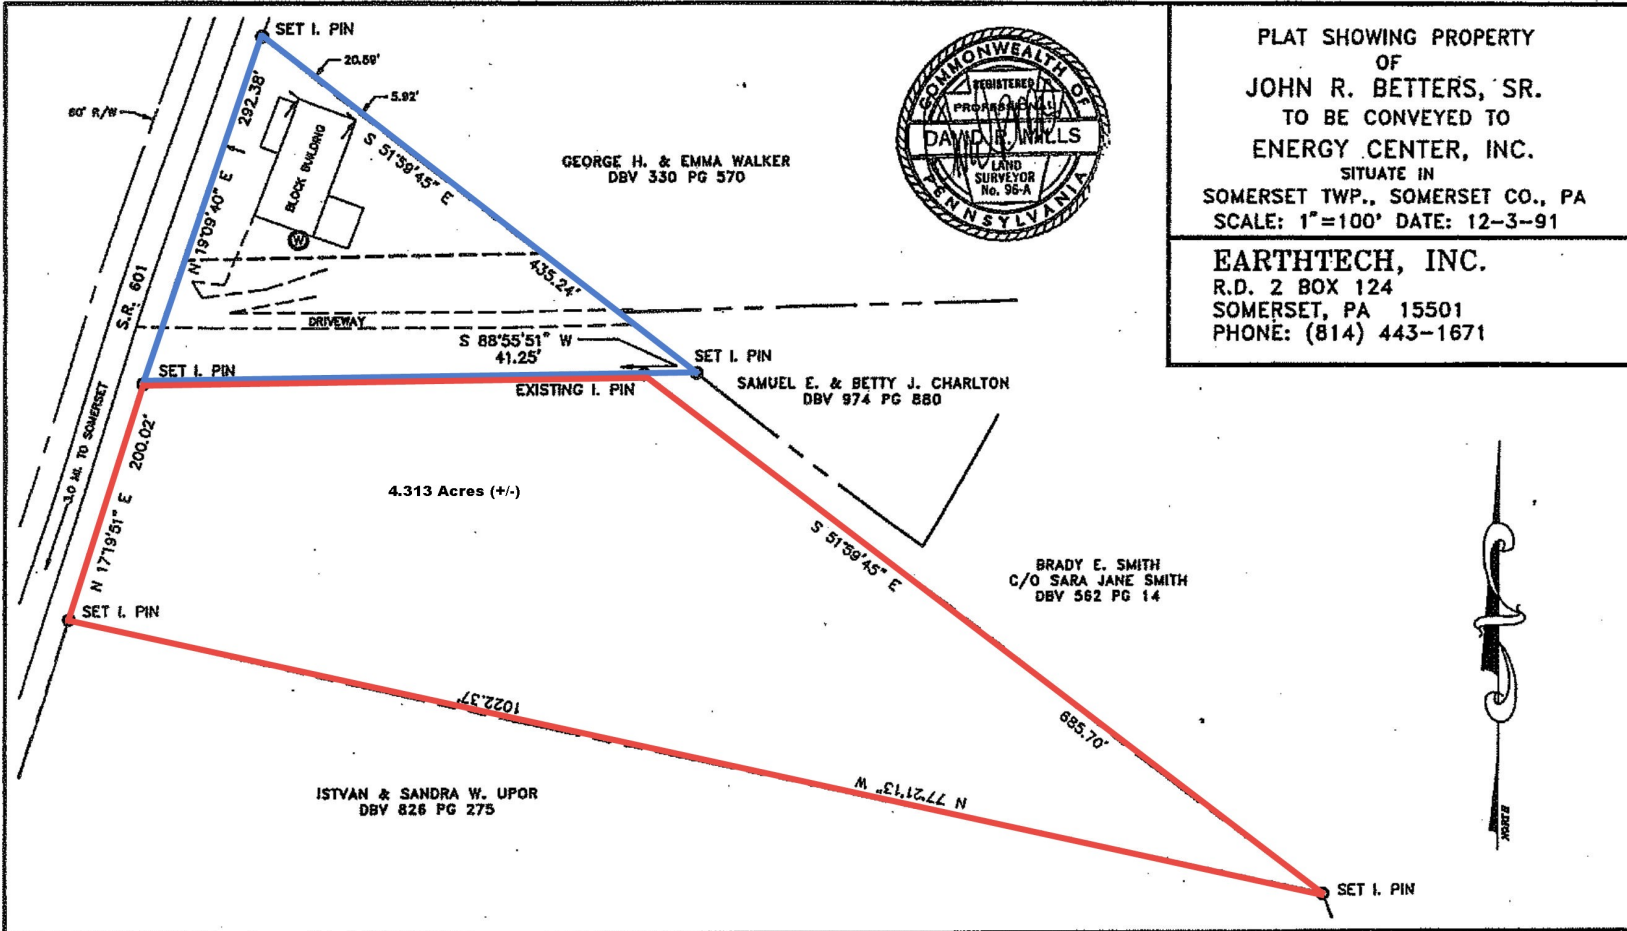 SET I. PIN
20.59'
5.92'
60' R/W
292.38'
BLOCK BUILDING
S 51°59'45" E
GEORGE H. & EMMA WALKER
DBV 330 PG 570
COMMONWEALTH OF
REGISTERED
PROFESSIONAL
DAVID R. MILLS
LAND
SURVEYOR
No. 96-A
PENNSYLVANIA
PLAT SHOWING PROPERTY
OF
JOHN R. BETTERS, SR.
TO BE CONVEYED TO
ENERGY CENTER, INC.
SITUATE IN
SOMERSET TWP., SOMERSET CO., PA
SCALE: 1"=100' DATE: 12-3-91
EARTHTECH, INC.
R.D. 2 BOX 124
SOMERSET, PA 15501
PHONE: (814) 443-1671
N 19°09'40" E
W
435.24'
S.R. 601
DRIVEWAY
S 88°55'51" W
41.25'
SET I. PIN
SET I. PIN
EXISTING I. PIN
SAMUEL E. & BETTY J. CHARLTON
DBV 974 PG 880
3.0 MI. TO SOMERSET
200.02'
N 17°19'51" E
4.313 Acres (+/-)
S 51°59'45" E
BRADY E. SMITH
C/O SARA JANE SMITH
DBV 562 PG 14
SET I. PIN
1022.37'
685.70'
N 77°21'13" W
ISTVAN & SANDRA W. UPOR
DBV 826 PG 275
NORTH
SET I. PIN